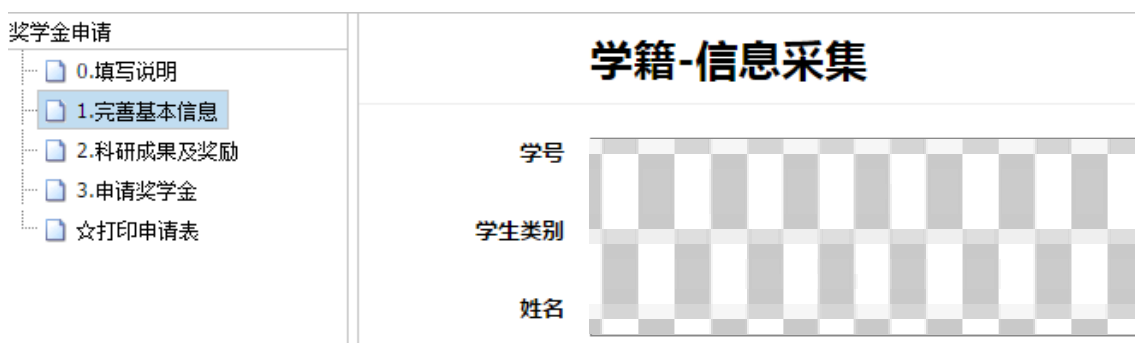 奖学金申请
0.填写说明
1.完善基本信息
2.科研成果及奖励
3.申请奖学金
☆打印申请表
学籍-信息采集
学号
学生类别
姓名